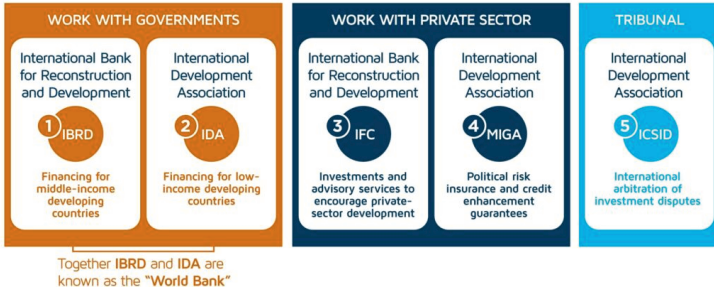 WORK WITH GOVERNMENTS
International Bank
for Reconstruction
and Development
1 IBRD
Financing for
middle-income
developing
countries
International
Development
Association
2 IDA
Financing for low-
income developing
countries
Together IBRD and IDA are
known as the "World Bank"
WORK WITH PRIVATE SECTOR
International Bank
for Reconstruction
and Development
3 IFC
Investments and
advisory services to
encourage private-
sector development
International
Development
Association
4 MIGA
Political risk
insurance and credit
enhancement
guarantees
TRIBUNAL
International
Development
Association
5 ICSID
International
arbitration of
investment disputes